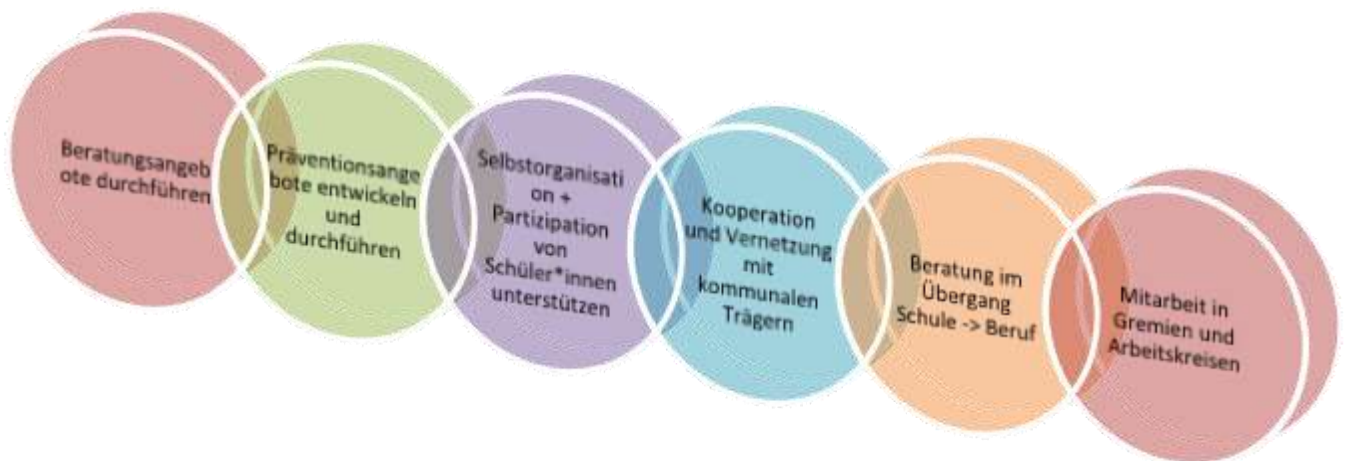 Beratungsangeb
ote durchführen
Präventionsange
bote entwickeln
und
durchführen
Selbstorganisati
on +
Partizipation
von
Schüler*innen
unterstützen
Kooperation
und Vernetzung
mit
kommunalen
Trägern
Beratung im
Übergang
Schule -> Beruf
Mitarbeit in
Gremien und
Arbeitskreisen